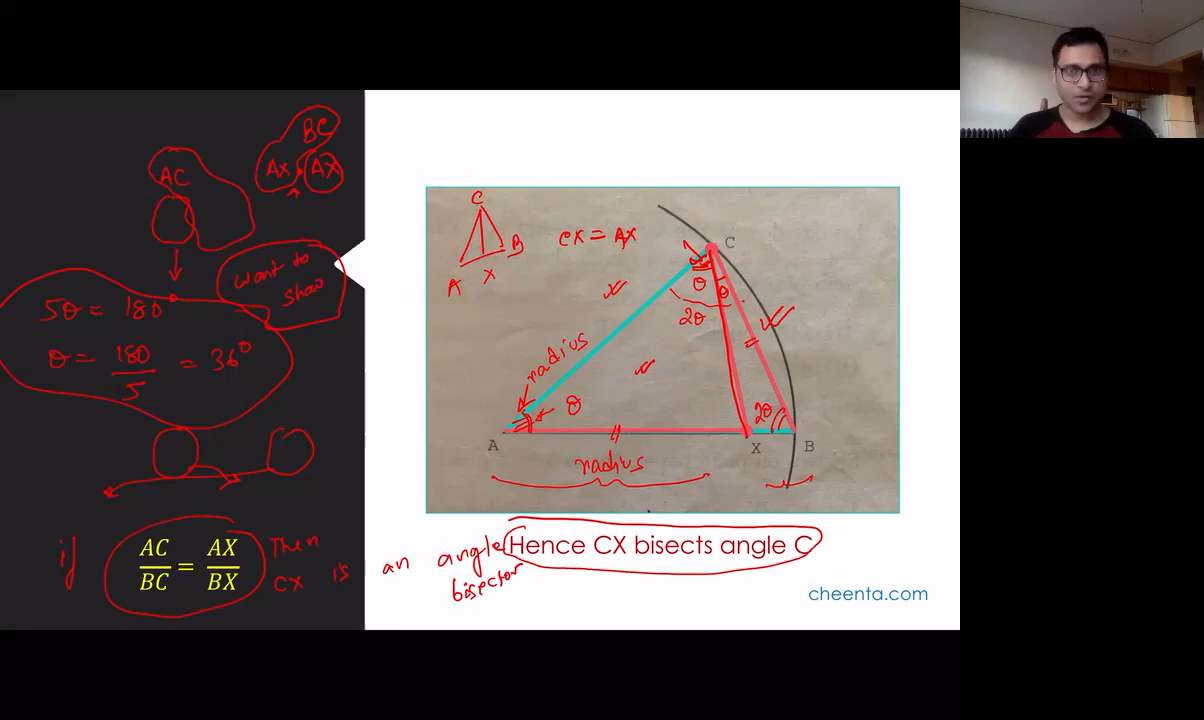 BC
AX · AX
AC
want to
show
5θ = 180°
θ = 180/5 = 36°
if AC/BC = AX/BX Then
CX is an angle
bisector
C
A X B
CX = AX
C
θ θ
2θ
radius
θ
2θ
A X B
radius
Hence CX bisects angle C
cheenta.com